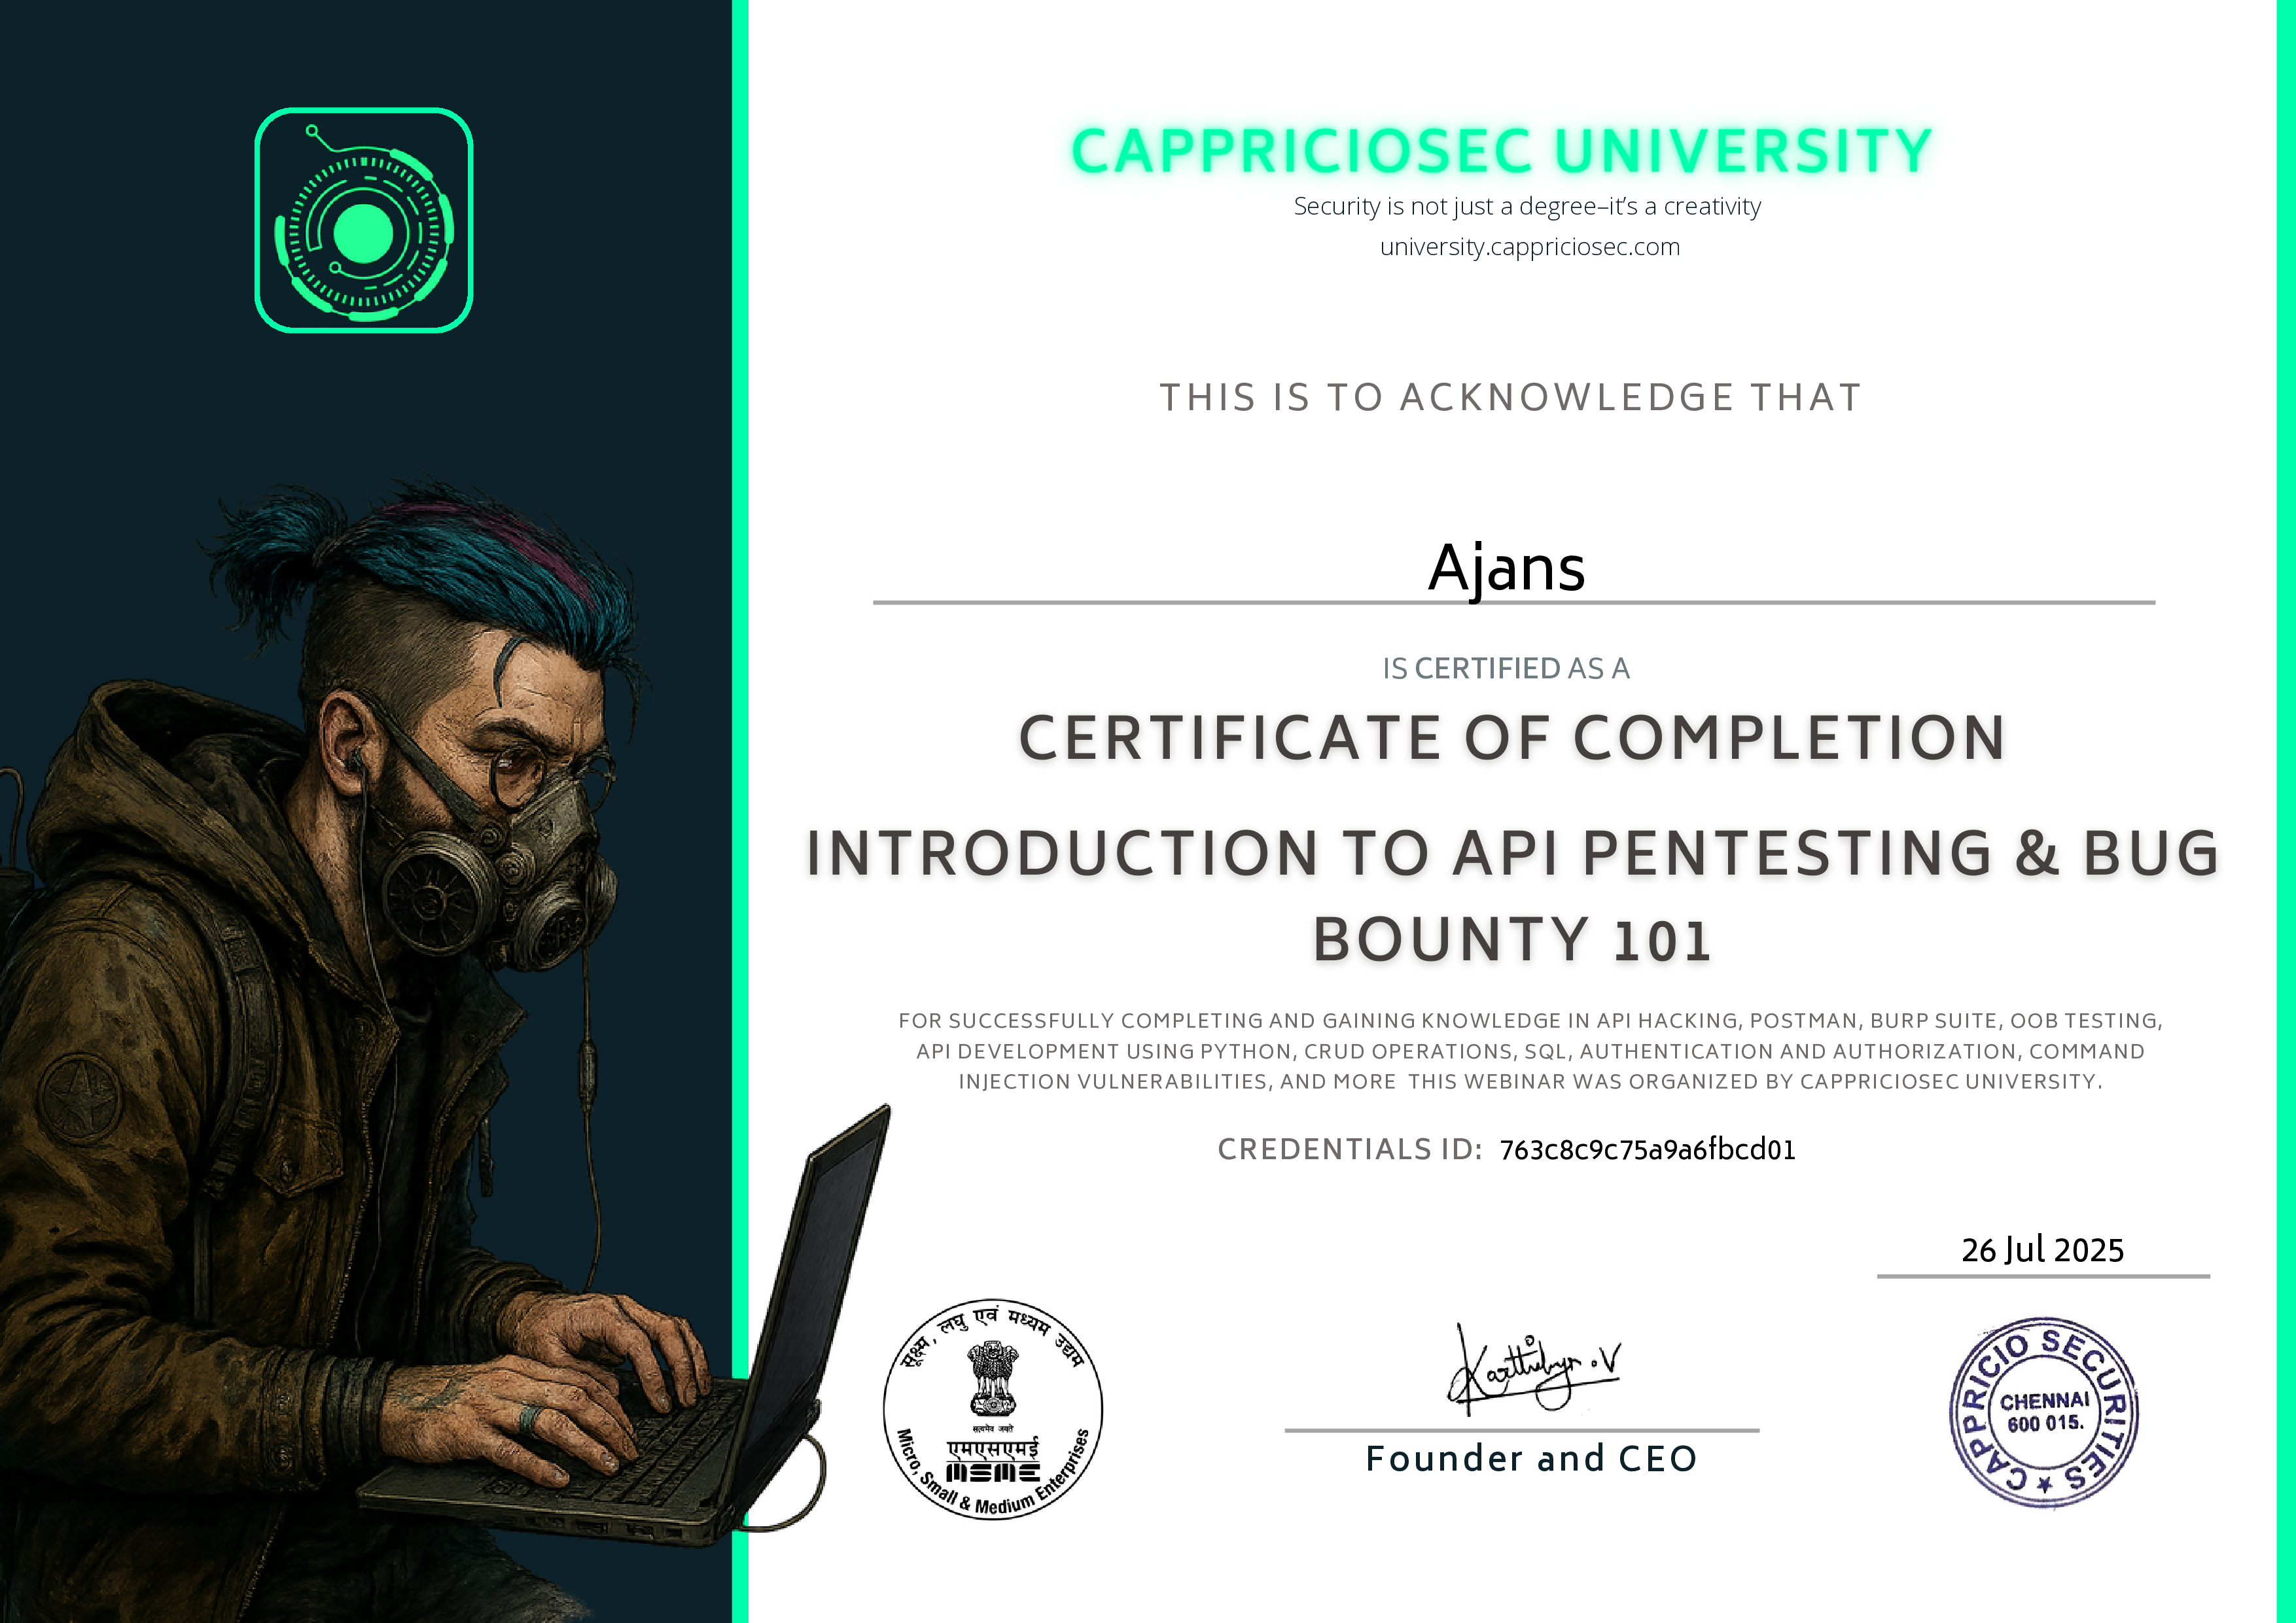 CAPPRICIOSEC UNIVERSITY
Security is not just a degree–it's a creativity
university.cappriciosec.com
THIS IS TO ACKNOWLEDGE THAT
Ajans
IS CERTIFIED AS A
CERTIFICATE OF COMPLETION
INTRODUCTION TO API PENTESTING & BUG
BOUNTY 101
FOR SUCCESSFULLY COMPLETING AND GAINING KNOWLEDGE IN API HACKING, POSTMAN, BURP SUITE, OOB TESTING,
API DEVELOPMENT USING PYTHON, CRUD OPERATIONS, SQL, AUTHENTICATION AND AUTHORIZATION, COMMAND
INJECTION VULNERABILITIES, AND MORE THIS WEBINAR WAS ORGANIZED BY CAPPRICIOSEC UNIVERSITY.
CREDENTIALS ID: 763c8c9c75a9a6fbcd01
26 Jul 2025
सूक्ष्म, लघु एवं मध्यम उद्यम
सत्यमेव जयते
एमएसएमई
MSME
Micro, Small & Medium Enterprises
Founder and CEO
CAPPRICIO SECURITIES
CHENNAI
600 015.